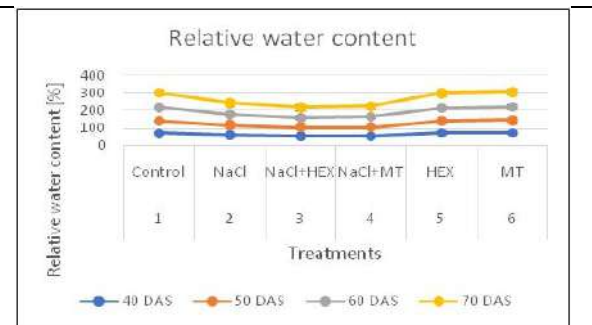 Relative water content
Relative water content [%]
400
300
200
100
0
Control NaCl NaCl+HEX NaCl+MT HEX MT
1 2 3 4 5 6
Treatments
40 DAS 50 DAS 60 DAS 70 DAS